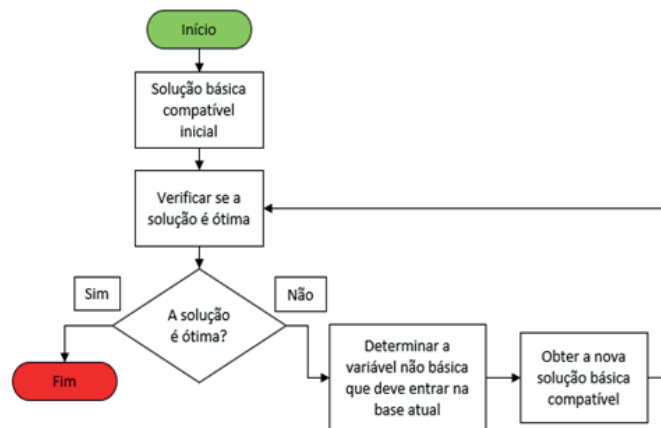 Início
Solução básica
compatível
inicial
Verificar se a
solução é ótima
Sim
Não
A solução
é ótima?
Fim
Determinar a
variável não básica
que deve entrar na
base atual
Obter a nova
solução básica
compatível